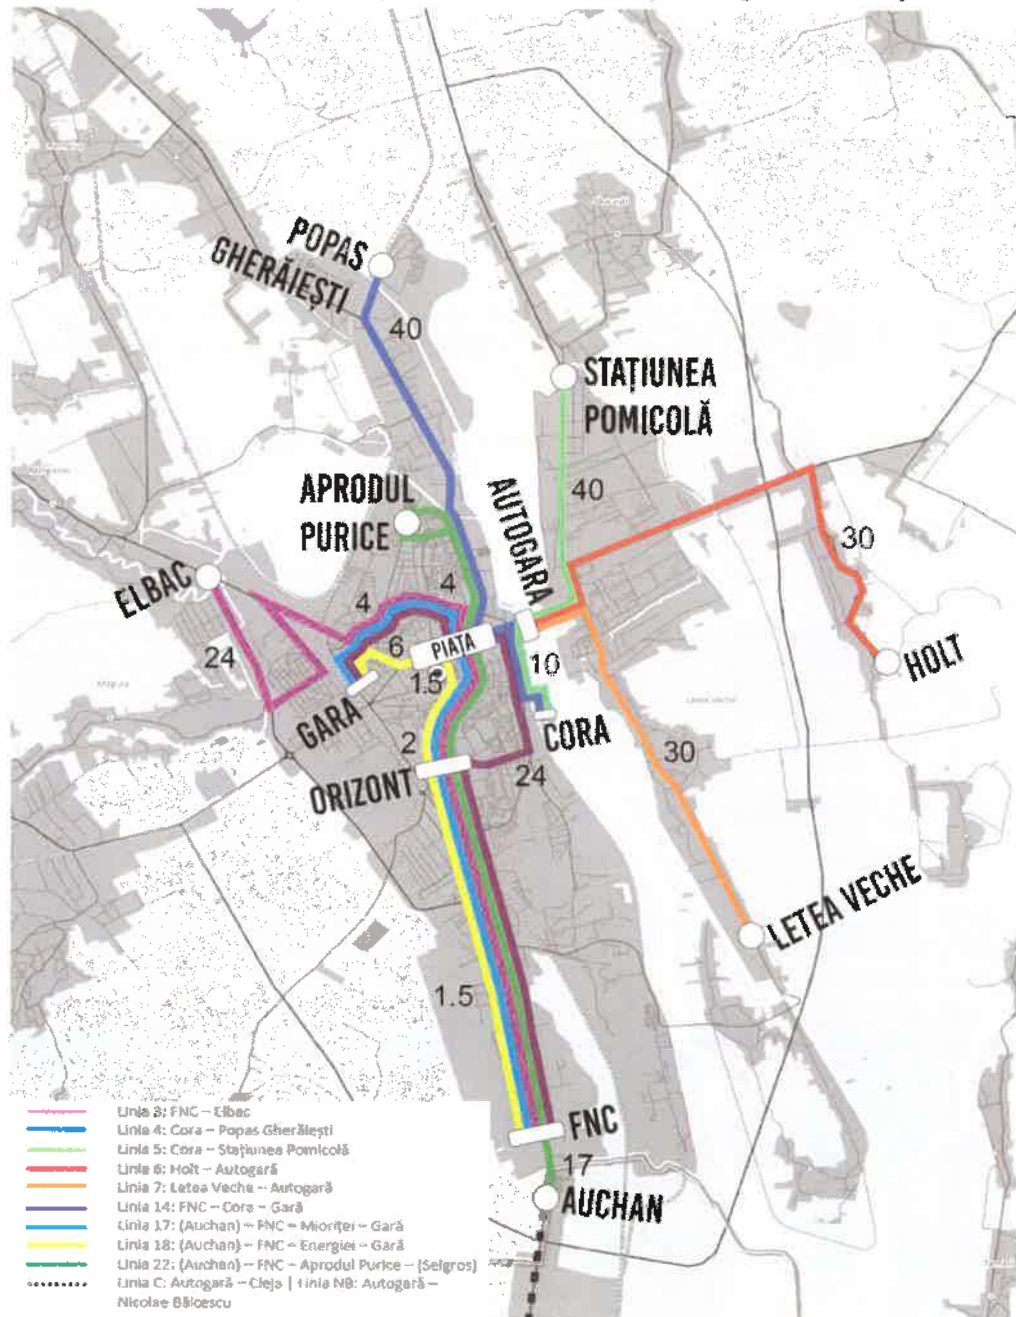 POPAS
GHERĂIEȘTI
40
STAȚIUNEA
POMICOLĂ
40
APRODUL
PURICE
AUTOGARA
30
HOLT
ELBAC
24
4
4
6
PIAȚA
1.5
10
GARA
2
ORIZONT
CORA
24
30
LETEA VECHE
1.5
FNC
17
AUCHAN
Linia 3: FNC – Elbac
Linia 4: Cora – Popas Gherăiești
Linia 5: Cora – Stațiunea Pomicolă
Linia 6: Holt – Autogară
Linia 7: Letea Veche – Autogară
Linia 14: FNC – Cora – Gară
Linia 17: (Auchan) – FNC – Mioriței – Gară
Linia 18: (Auchan) – FNC – Energiei – Gară
Linia 22: (Auchan) – FNC – Aprodul Purice – (Selgros)
Linia C: Autogară – Cleja | Linia NB: Autogară –
Nicolae Bălcescu